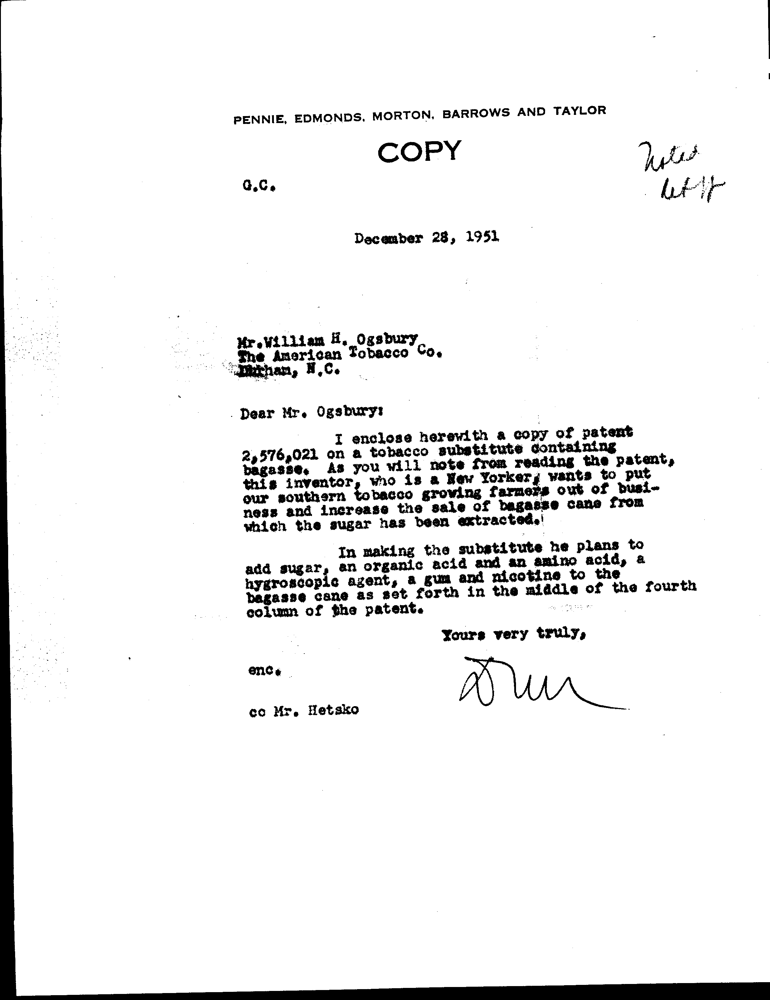 PENNIE, EDMONDS, MORTON, BARROWS AND TAYLOR
COPY
Noted
G.C.
December 28, 1951
Mr.William H. Ogsbury
The American Tobacco Co.
Durham, N.C.
Dear Mr. Ogsbury:
I enclose herewith a copy of patent
2,576,021 on a tobacco substitute containing
bagasse. As you will note from reading the patent,
this inventor, who is a New Yorker, wants to put
our southern tobacco growing farmers out of busi-
ness and increase the sale of bagasse cane from
which the sugar has been extracted.
In making the substitute he plans to
add sugar, an organic acid and an amino acid, a
hygroscopic agent, a gum and nicotine to the
bagasse cane as set forth in the middle of the fourth
column of the patent.
Yours very truly,
enc.
cc Mr. Hetsko